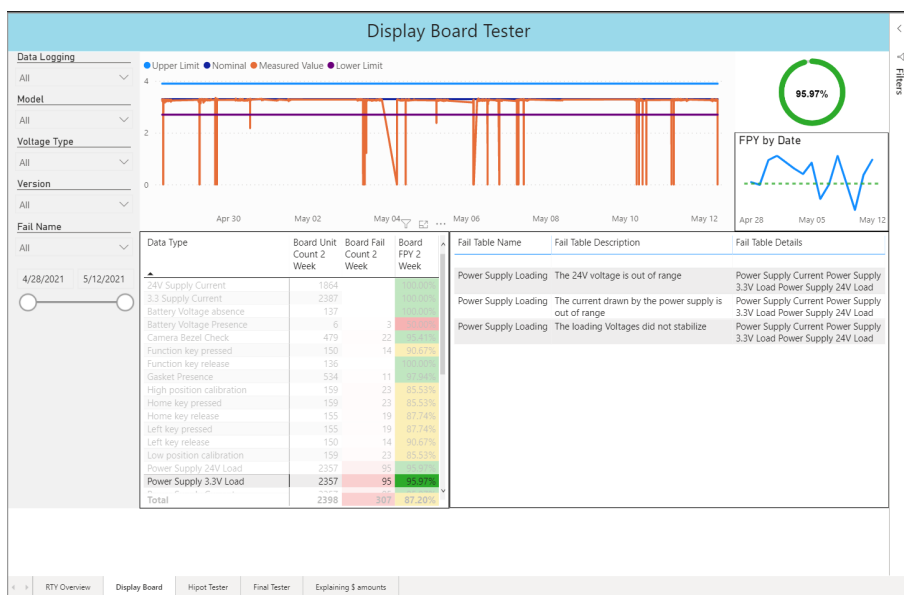 Display Board Tester
Filters
Data Logging
All
Model
All
Voltage Type
All
Version
All
Fail Name
All
4/28/2021 5/12/2021
Upper Limit Nominal Measured Value Lower Limit
4
2
0
Apr 30 May 02 May 04 May 06 May 08 May 10 May 12
95.97%
FPY by Date
Apr 28 May 05 May 12
Data Type Board Unit Count 2 Week Board Fail Count 2 Week Board FPY 2 Week
24V Supply Current 1864 100.00%
3.3 Supply Current 2387 100.00%
Battery Voltage absence 137 100.00%
Battery Voltage Presence 6 3
Camera Bezel Check 479 22 95.41%
Function key pressed 150 14 90.67%
Function key release 136 100.00%
Gasket Presence 534 11 97.94%
High position calibration 159 23 85.53%
Home key pressed 159 23 85.53%
Home key release 155 19 87.74%
Left key pressed 155 19 87.74%
Left key release 150 14 90.67%
Low position calibration 159 23 85.53%
Power Supply 24V Load 2357 95 95.97%
Power Supply 3.3V Load 2357 95 95.97%
Total 2398 307 87.20%
Fail Table Name Fail Table Description Fail Table Details
Power Supply Loading The 24V voltage is out of range Power Supply Current Power Supply
3.3V Load Power Supply 24V Load
Power Supply Loading The current drawn by the power supply is Power Supply Current Power Supply
out of range 3.3V Load Power Supply 24V Load
Power Supply Loading The loading Voltages did not stabilize Power Supply Current Power Supply
3.3V Load Power Supply 24V Load
RTY Overview Display Board Hipot Tester Final Tester Explaining $ amounts